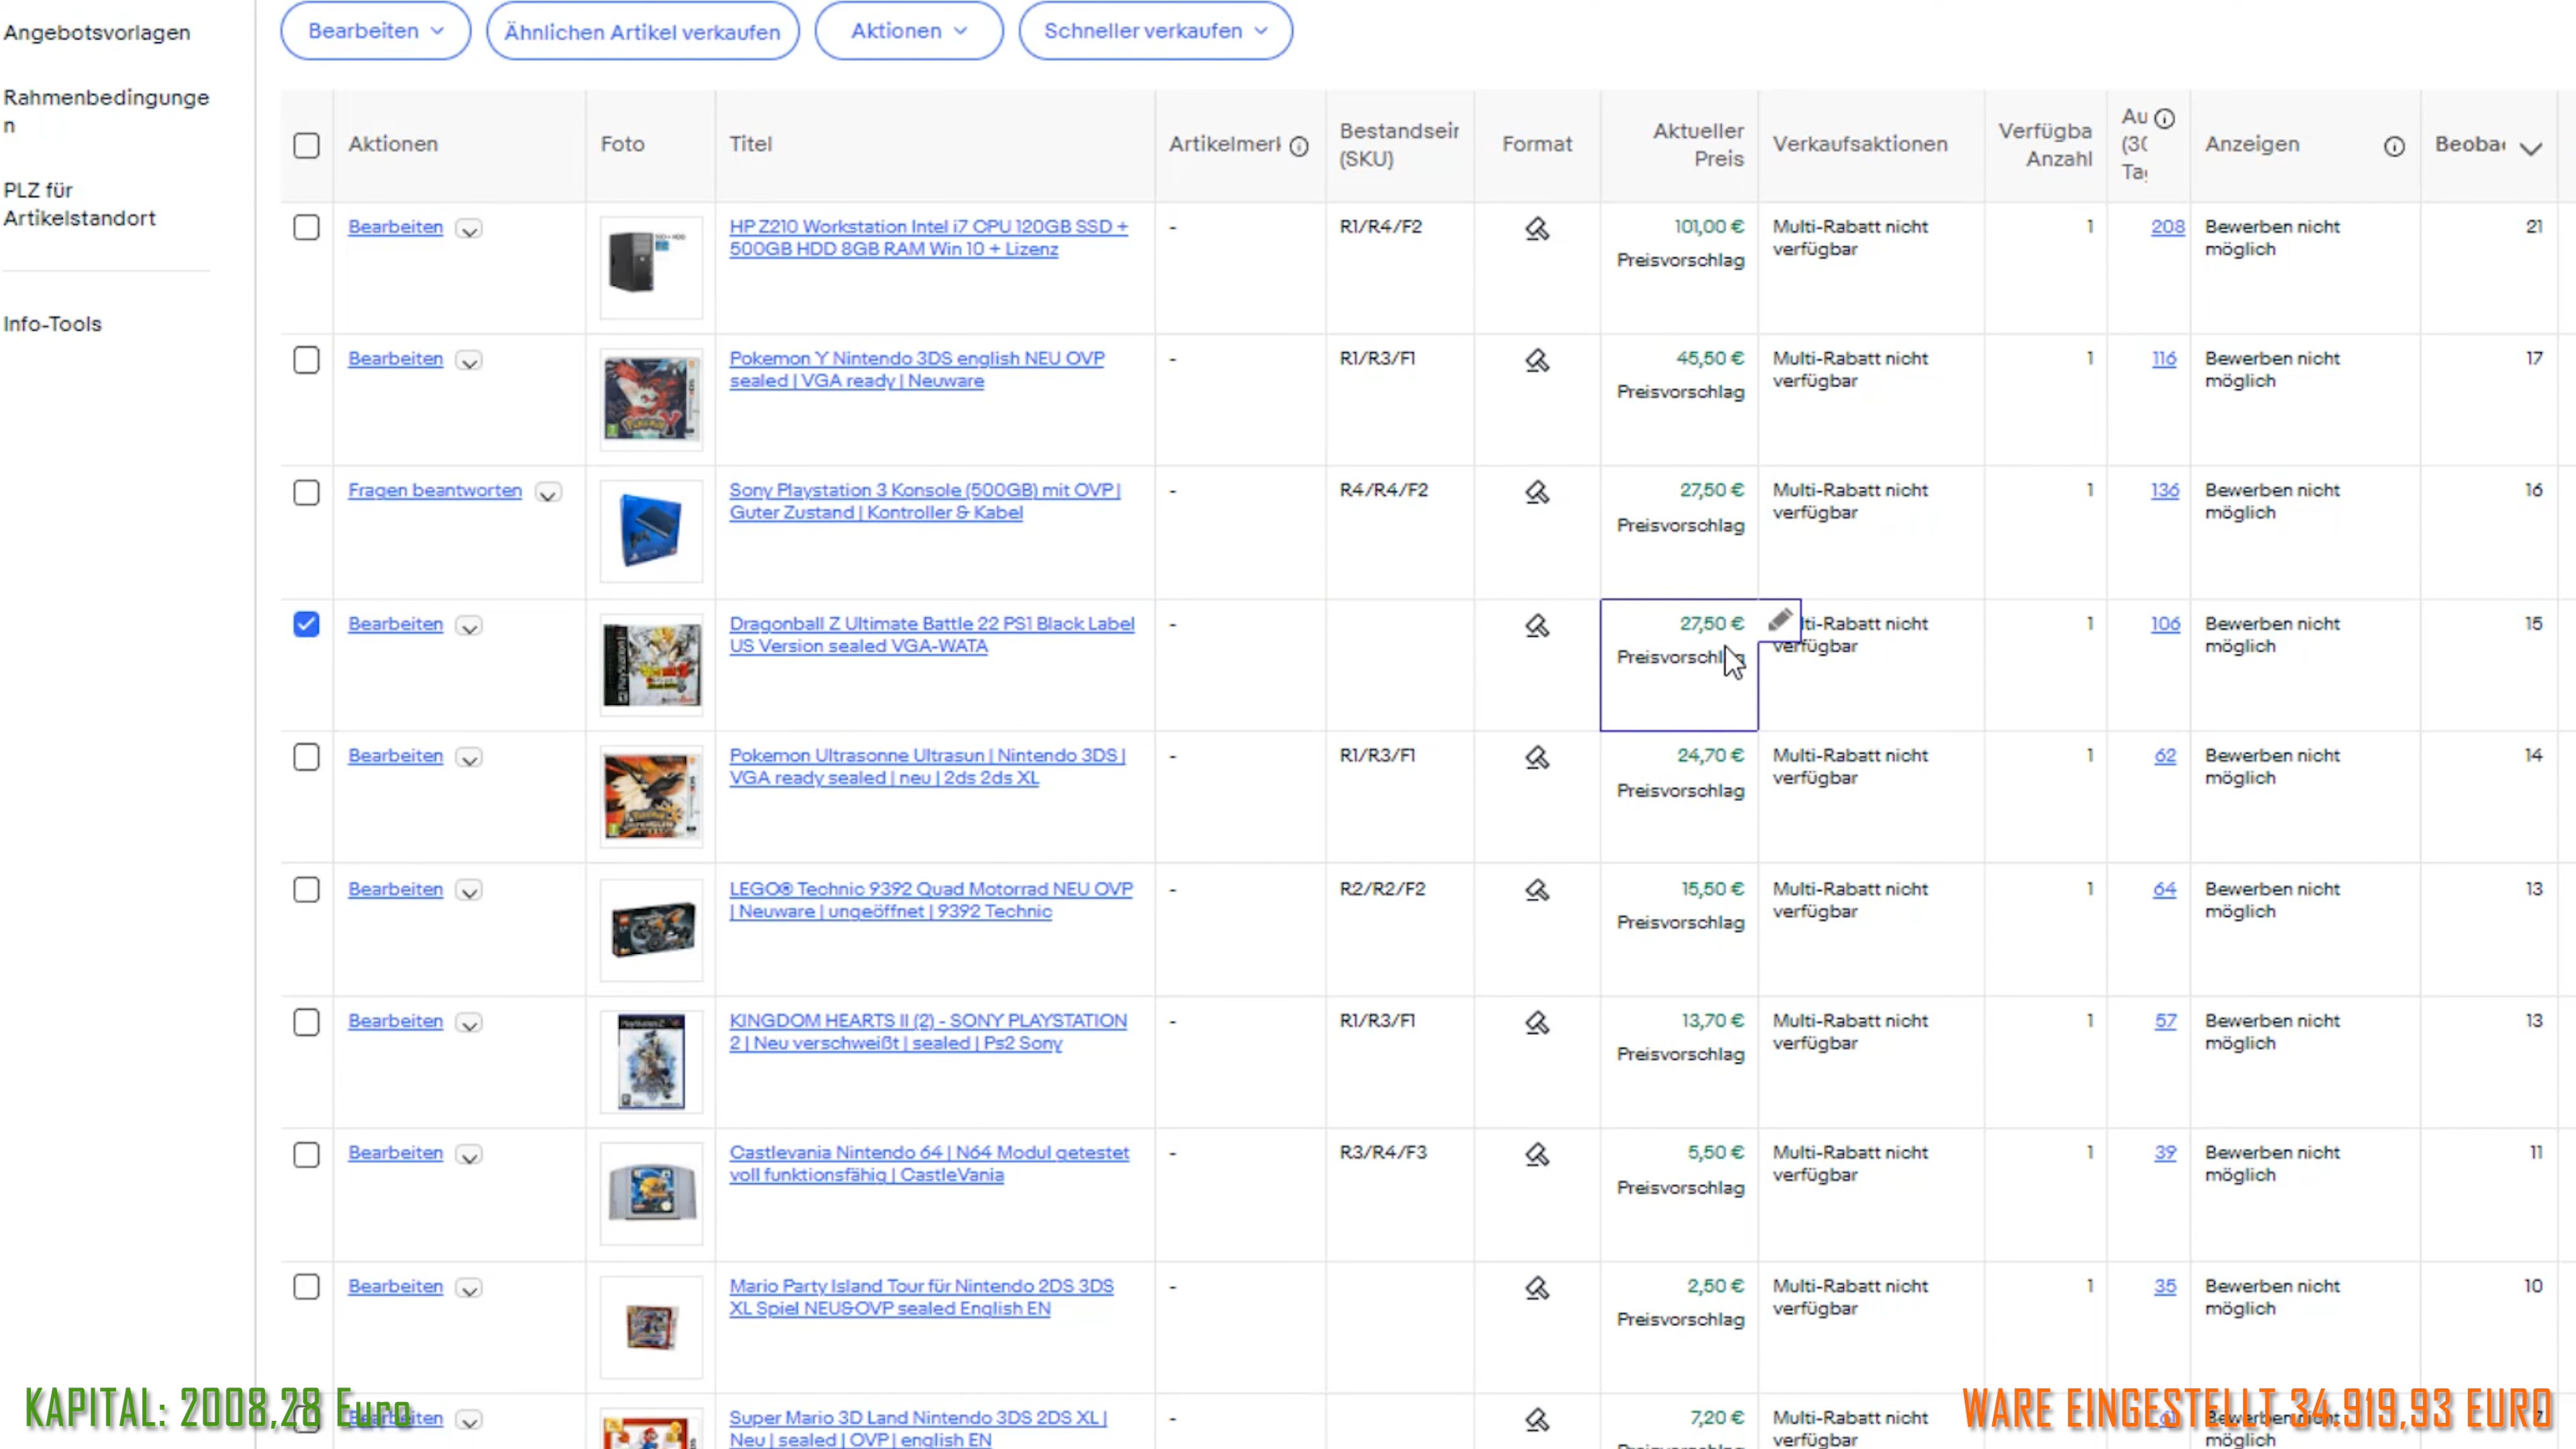 Angebotsvorlagen
Rahmenbedingunge
n
PLZ für
Artikelstandort
Info-Tools
Bearbeiten
Ähnlichen Artikel verkaufen
Aktionen
Schneller verkaufen
Aktionen
Foto
Titel
Artikelmerk
Bestandseir
(SKU)
Format
Aktueller
Preis
Verkaufsaktionen
Verfügba
Anzahl
Au
(30
Tag
Anzeigen
Beobac
Bearbeiten
HP Z210 Workstation Intel i7 CPU 120GB SSD +
500GB HDD 8GB RAM Win 10 + Lizenz
-
R1/R4/F2
101,00 €
Preisvorschlag
Multi-Rabatt nicht
verfügbar
1
208
Bewerben nicht
möglich
21
Bearbeiten
Pokemon Y Nintendo 3DS english NEU OVP
sealed | VGA ready | Neuware
-
R1/R3/F1
45,50 €
Preisvorschlag
Multi-Rabatt nicht
verfügbar
1
116
Bewerben nicht
möglich
17
Fragen beantworten
Sony Playstation 3 Konsole (500GB) mit OVP |
Guter Zustand | Kontroller & Kabel
-
R4/R4/F2
27,50 €
Preisvorschlag
Multi-Rabatt nicht
verfügbar
1
136
Bewerben nicht
möglich
16
Bearbeiten
Dragonball Z Ultimate Battle 22 PS1 Black Label
US Version sealed VGA-WATA
-
27,50 €
Preisvorschlag
lti-Rabatt nicht
verfügbar
1
106
Bewerben nicht
möglich
15
Bearbeiten
Pokemon Ultrasonne Ultrasun | Nintendo 3DS |
VGA ready sealed | neu | 2ds 2ds XL
-
R1/R3/F1
24,70 €
Preisvorschlag
Multi-Rabatt nicht
verfügbar
1
62
Bewerben nicht
möglich
14
Bearbeiten
LEGO® Technic 9392 Quad Motorrad NEU OVP
| Neuware | ungeöffnet | 9392 Technic
-
R2/R2/F2
15,50 €
Preisvorschlag
Multi-Rabatt nicht
verfügbar
1
64
Bewerben nicht
möglich
13
Bearbeiten
KINGDOM HEARTS II (2) - SONY PLAYSTATION
2 | Neu verschweißt | sealed | Ps2 Sony
-
R1/R3/F1
13,70 €
Preisvorschlag
Multi-Rabatt nicht
verfügbar
1
57
Bewerben nicht
möglich
13
Bearbeiten
Castlevania Nintendo 64 | N64 Modul getestet
voll funktionsfähig | CastleVania
-
R3/R4/F3
5,50 €
Preisvorschlag
Multi-Rabatt nicht
verfügbar
1
39
Bewerben nicht
möglich
11
Bearbeiten
Mario Party Island Tour für Nintendo 2DS 3DS
XL Spiel NEU&OVP sealed English EN
-
2,50 €
Preisvorschlag
Multi-Rabatt nicht
verfügbar
1
35
Bewerben nicht
möglich
10
Super Mario 3D Land Nintendo 3DS 2DS XL |
Neu | sealed | OVP | english EN
-
7,20 €
Multi-Rabatt nicht
verfügbar
möglich
KAPITAL: 2008,28 Euro
WARE EINGESTELLT 34.919,93 EURO